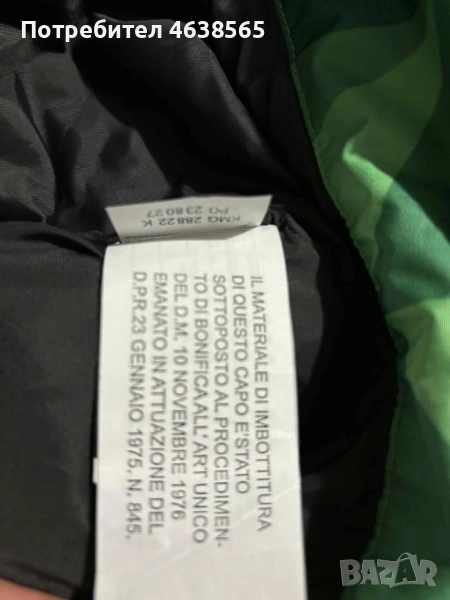 Потребител 4638565
KMG 288 22 K
PO 23 80 27
IL MATERIALE DI IMBOTTITURA
DI QUESTO CAPO E'STATO
SOTTOPOSTO AL PROCEDIMEN-
TO DI BONIFICA ALL' ART UNICO
DEL D.M. 10 NOVEMBRE 1976
EMANATO IN ATTUAZIONE DEL
D.P.R.23 GENNAIO 1975. N. 845.
BAZAR